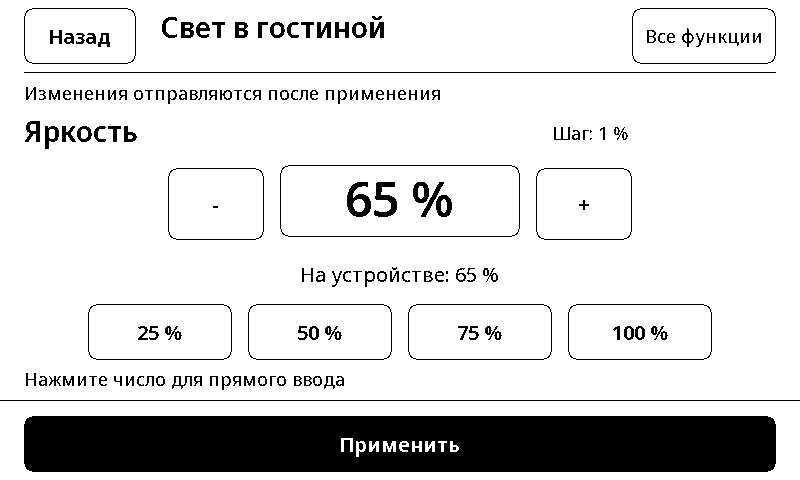 Назад
Свет в гостиной
Все функции
Изменения отправляются после применения
Яркость
Шаг: 1 %
-
65 %
+
На устройстве: 65 %
25 %
50 %
75 %
100 %
Нажмите число для прямого ввода
Применить